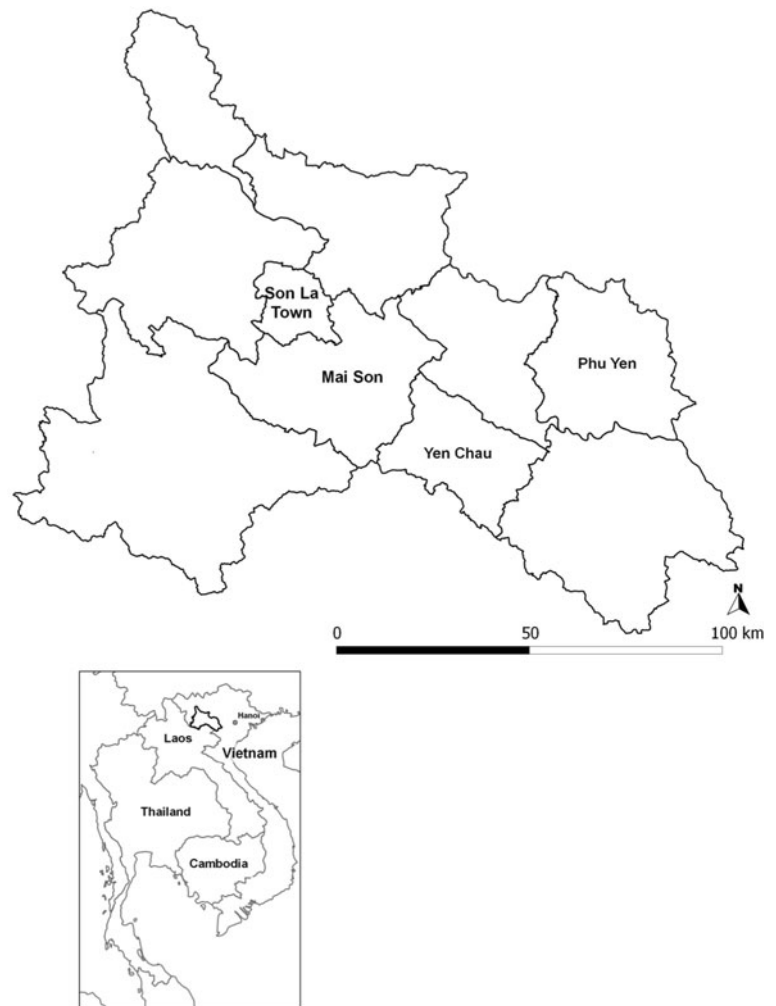 Son La
Town
Mai Son
Phu Yen
Yen Chau
N
0
50
100 km
Hanoi
Laos
Vietnam
Thailand
Cambodia